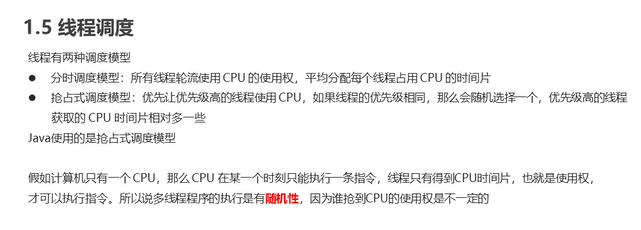 1.5 线程调度
线程有两种调度模型
● 分时调度模型：所有线程轮流使用 CPU 的使用权，平均分配每个线程占用 CPU 的时间片
● 抢占式调度模型：优先让优先级高的线程使用 CPU，如果线程的优先级相同，那么会随机选择一个，优先级高的线程
获取的 CPU 时间片相对多一些
Java使用的是抢占式调度模型
假如计算机只有一个 CPU，那么 CPU 在某一个时刻只能执行一条指令，线程只有得到CPU时间片，也就是使用权，
才可以执行指令。所以说多线程程序的执行是有随机性，因为谁抢到CPU的使用权是不一定的